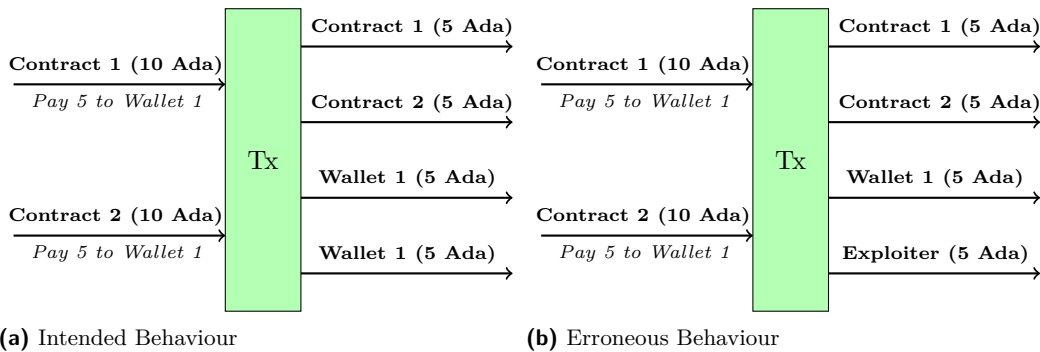 Contract 1 (10 Ada)
Pay 5 to Wallet 1
Contract 2 (10 Ada)
Pay 5 to Wallet 1
Tx
Contract 1 (5 Ada)
Contract 2 (5 Ada)
Wallet 1 (5 Ada)
Wallet 1 (5 Ada)
(a) Intended Behaviour
Contract 1 (10 Ada)
Pay 5 to Wallet 1
Contract 2 (10 Ada)
Pay 5 to Wallet 1
Tx
Contract 1 (5 Ada)
Contract 2 (5 Ada)
Wallet 1 (5 Ada)
Exploiter (5 Ada)
(b) Erroneous Behaviour